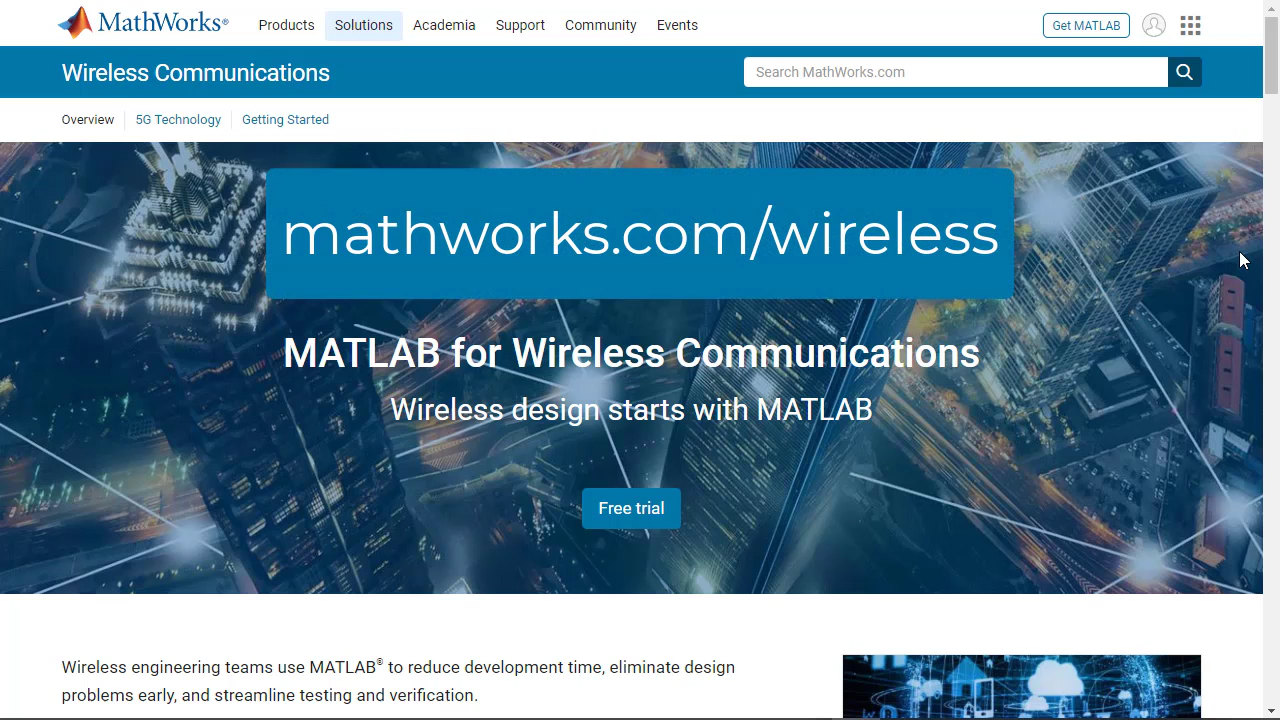 MathWorks®
Products Solutions Academia Support Community Events
Get MATLAB
Wireless Communications
Search MathWorks.com
Overview 5G Technology Getting Started
mathworks.com/wireless
MATLAB for Wireless Communications
Wireless design starts with MATLAB
Free trial
Wireless engineering teams use MATLAB® to reduce development time, eliminate design
problems early, and streamline testing and verification.